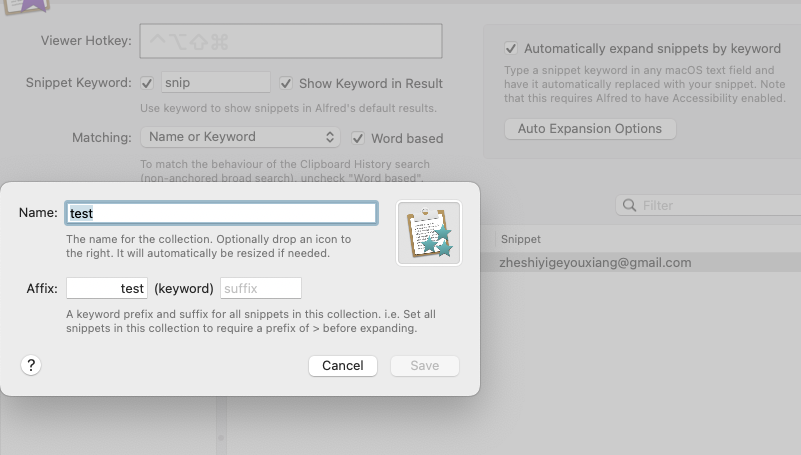 Viewer Hotkey: ⌃⌥⇧⌘
Automatically expand snippets by keyword
Type a snippet keyword in any macOS text field and
have it automatically replaced with your snippet. Note
that this requires Alfred to have Accessibility enabled.
Auto Expansion Options
Snippet Keyword: snip Show Keyword in Result
Use keyword to show snippets in Alfred's default results.
Matching: Name or Keyword Word based
To match the behaviour of the Clipboard History search
(non-anchored broad search), uncheck "Word based".
Filter
Snippet
zheshiyigeyouxiang@gmail.com
Name: test
The name for the collection. Optionally drop an icon to
the right. It will automatically be resized if needed.
Affix: test (keyword) suffix
A keyword prefix and suffix for all snippets in this collection. i.e. Set all
snippets in this collection to require a prefix of > before expanding.
? Cancel Save